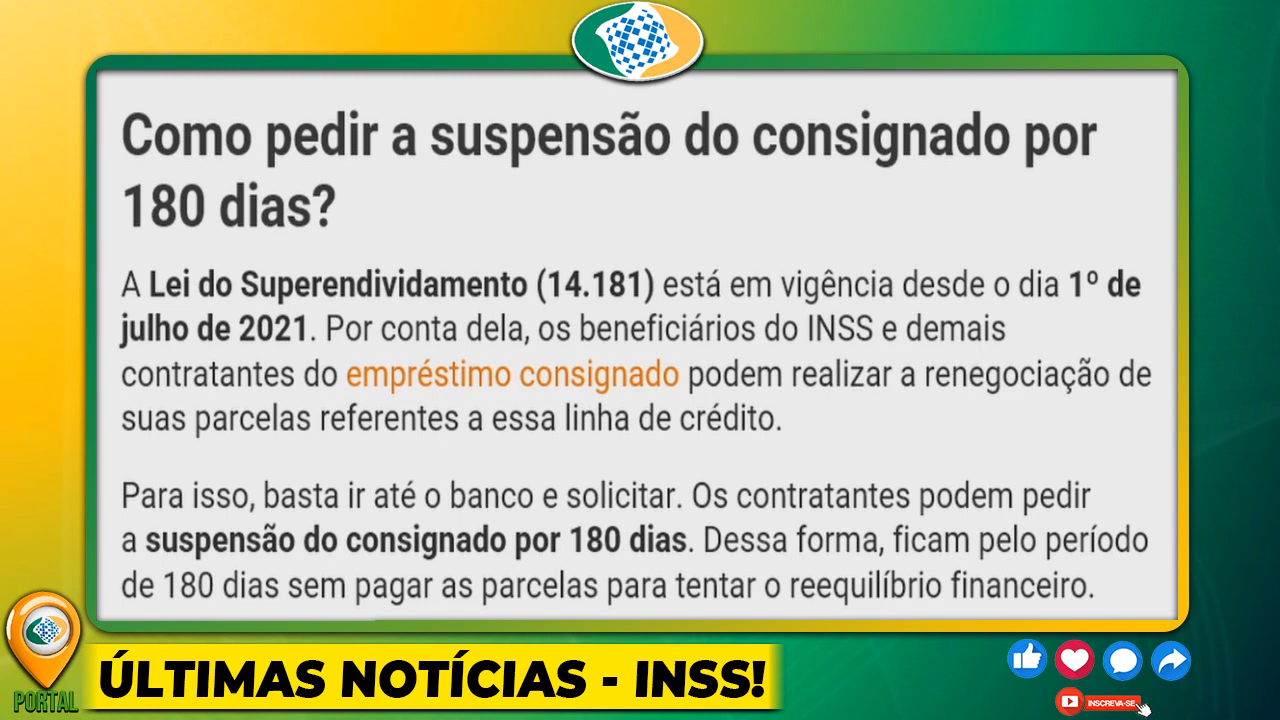 Como pedir a suspensão do consignado por
180 dias?
A Lei do Superendividamento (14.181) está em vigência desde o dia 1º de
julho de 2021. Por conta dela, os beneficiários do INSS e demais
contratantes do empréstimo consignado podem realizar a renegociação de
suas parcelas referentes a essa linha de crédito.
Para isso, basta ir até o banco e solicitar. Os contratantes podem pedir
a suspensão do consignado por 180 dias. Dessa forma, ficam pelo período
de 180 dias sem pagar as parcelas para tentar o reequilíbrio financeiro.
PORTAL
ÚLTIMAS NOTÍCIAS - INSS!
INSCREVA-SE